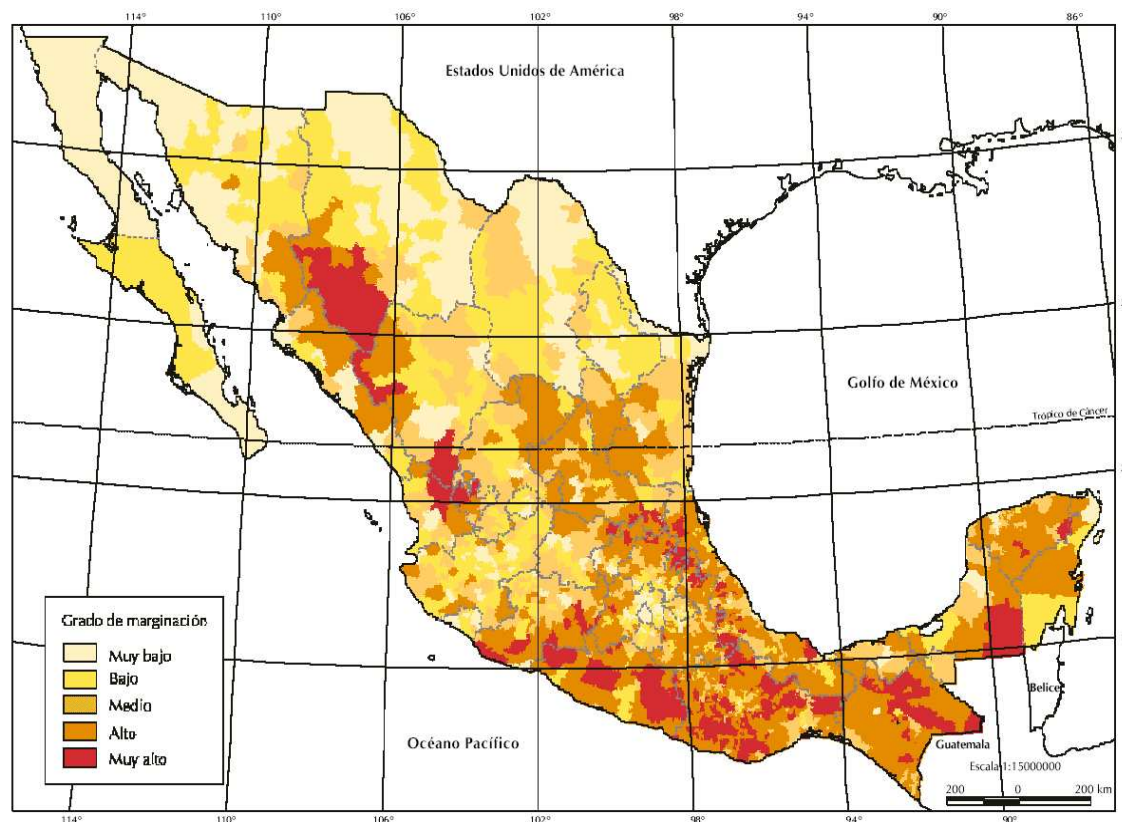 114° 110° 106° 102° 98° 94° 90° 86°
Estados Unidos de América
Golfo de México
Trópico de Cáncer
Grado de marginación
Muy bajo
Bajo
Medio
Alto
Muy alto
Océano Pacífico
Belice
Guatemala
Escala 1:15000000
200 0 200 km
114° 110° 106° 102° 98° 94° 90°